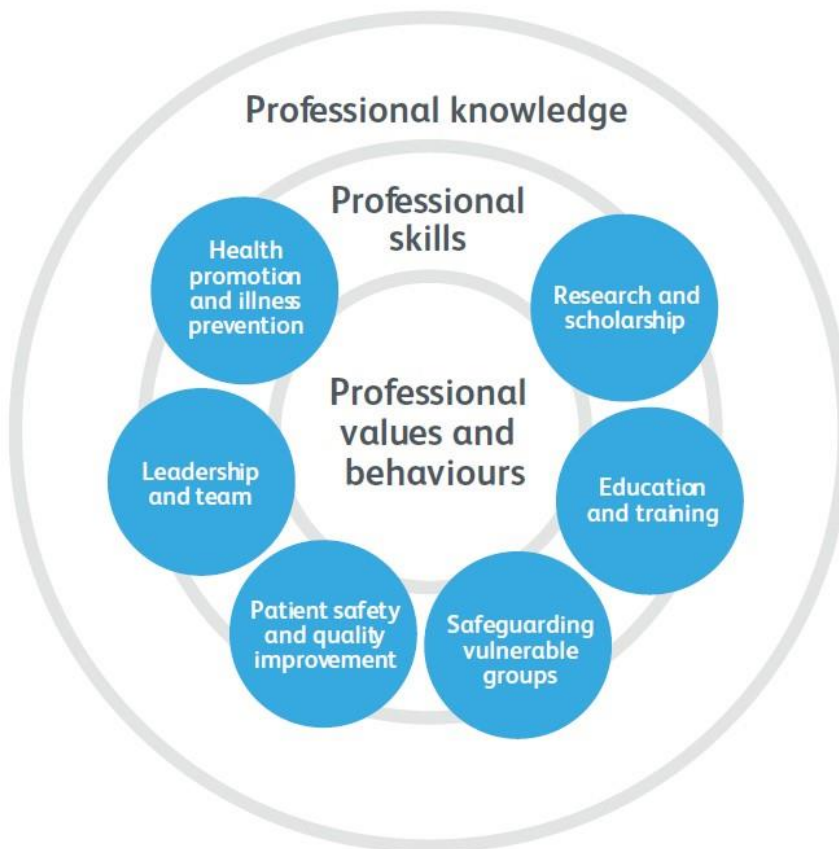 Professional knowledge
Professional
skills
Health
promotion
and illness
prevention
Research and
scholarship
Professional
values and
behaviours
Leadership
and team
Education
and training
Patient safety
and quality
improvement
Safeguarding
vulnerable
groups